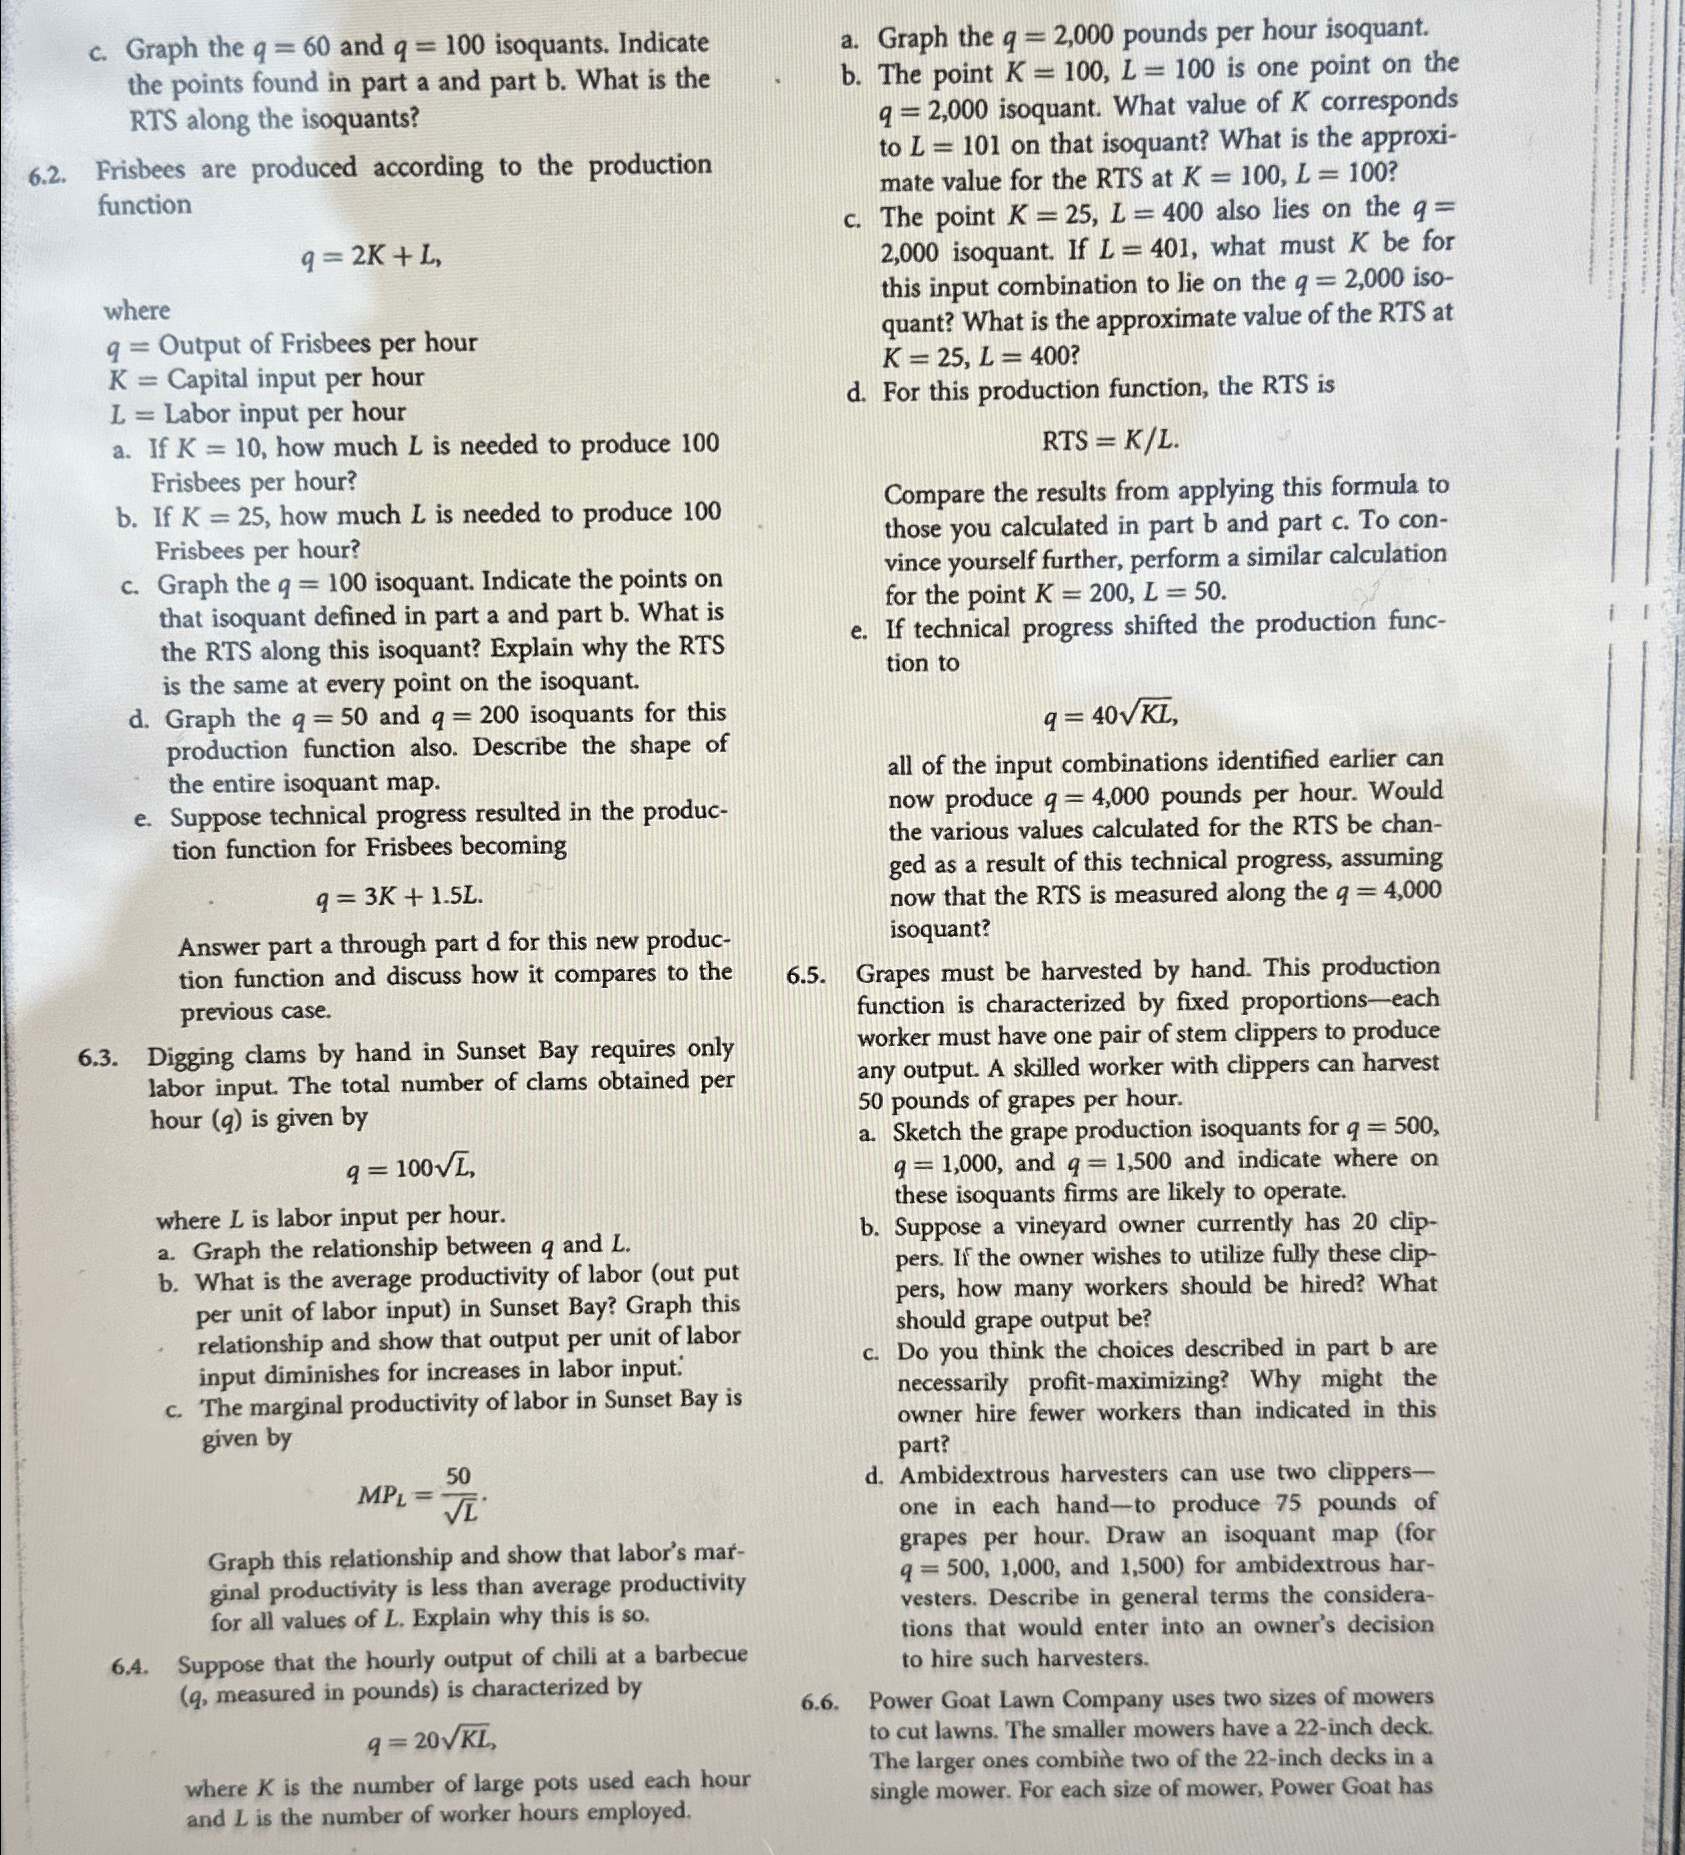 c. Graph the q = 60 and q = 100 isoquants. Indicate
the points found in part a and part b. What is the
RTS along the isoquants?
6.2. Frisbees are produced according to the production
function
q = 2K + L,
where
q = Output of Frisbees per hour
K = Capital input per hour
L = Labor input per hour
a. If K = 10, how much L is needed to produce 100
Frisbees per hour?
b. If K = 25, how much L is needed to produce 100
Frisbees per hour?
c. Graph the q = 100 isoquant. Indicate the points on
that isoquant defined in part a and part b. What is
the RTS along this isoquant? Explain why the RTS
is the same at every point on the isoquant.
d. Graph the q = 50 and q = 200 isoquants for this
production function also. Describe the shape of
the entire isoquant map.
e. Suppose technical progress resulted in the produc-
tion function for Frisbees becoming
q = 3K + 1.5L.
Answer part a through part d for this new produc-
tion function and discuss how it compares to the
previous case.
6.3. Digging clams by hand in Sunset Bay requires only
labor input. The total number of clams obtained per
hour (q) is given by
q = 100√L,
where L is labor input per hour.
a. Graph the relationship between q and L.
b. What is the average productivity of labor (out put
per unit of labor input) in Sunset Bay? Graph this
relationship and show that output per unit of labor
input diminishes for increases in labor input.
c. The marginal productivity of labor in Sunset Bay is
given by
MP_L = 50/√L.
Graph this relationship and show that labor's mar-
ginal productivity is less than average productivity
for all values of L. Explain why this is so.
6.4. Suppose that the hourly output of chili at a barbecue
(q, measured in pounds) is characterized by
q = 20√KL,
where K is the number of large pots used each hour
and L is the number of worker hours employed.
a. Graph the q = 2,000 pounds per hour isoquant.
b. The point K = 100, L = 100 is one point on the
q = 2,000 isoquant. What value of K corresponds
to L = 101 on that isoquant? What is the approxi-
mate value for the RTS at K = 100, L = 100?
c. The point K = 25, L = 400 also lies on the q =
2,000 isoquant. If L = 401, what must K be for
this input combination to lie on the q = 2,000 iso-
quant? What is the approximate value of the RTS at
K = 25, L = 400?
d. For this production function, the RTS is
RTS = K/L.
Compare the results from applying this formula to
those you calculated in part b and part c. To con-
vince yourself further, perform a similar calculation
for the point K = 200, L = 50.
e. If technical progress shifted the production func-
tion to
q = 40√KL,
all of the input combinations identified earlier can
now produce q = 4,000 pounds per hour. Would
the various values calculated for the RTS be chan-
ged as a result of this technical progress, assuming
now that the RTS is measured along the q = 4,000
isoquant?
6.5. Grapes must be harvested by hand. This production
function is characterized by fixed proportions—each
worker must have one pair of stem clippers to produce
any output. A skilled worker with clippers can harvest
50 pounds of grapes per hour.
a. Sketch the grape production isoquants for q = 500,
q = 1,000, and q = 1,500 and indicate where on
these isoquants firms are likely to operate.
b. Suppose a vineyard owner currently has 20 clip-
pers. If the owner wishes to utilize fully these clip-
pers, how many workers should be hired? What
should grape output be?
c. Do you think the choices described in part b are
necessarily profit-maximizing? Why might the
owner hire fewer workers than indicated in this
part?
d. Ambidextrous harvesters can use two clippers—
one in each hand—to produce 75 pounds of
grapes per hour. Draw an isoquant map (for
q = 500, 1,000, and 1,500) for ambidextrous har-
vesters. Describe in general terms the considera-
tions that would enter into an owner's decision
to hire such harvesters.
6.6. Power Goat Lawn Company uses two sizes of mowers
to cut lawns. The smaller mowers have a 22-inch deck.
The larger ones combine two of the 22-inch decks in a
single mower. For each size of mower, Power Goat has